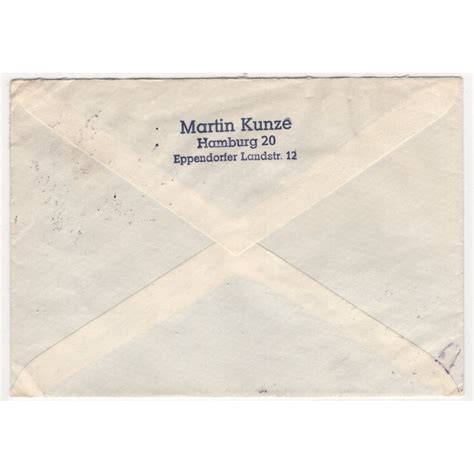 Martin Kunze
Hamburg 20
Eppendorfer Landstr. 12